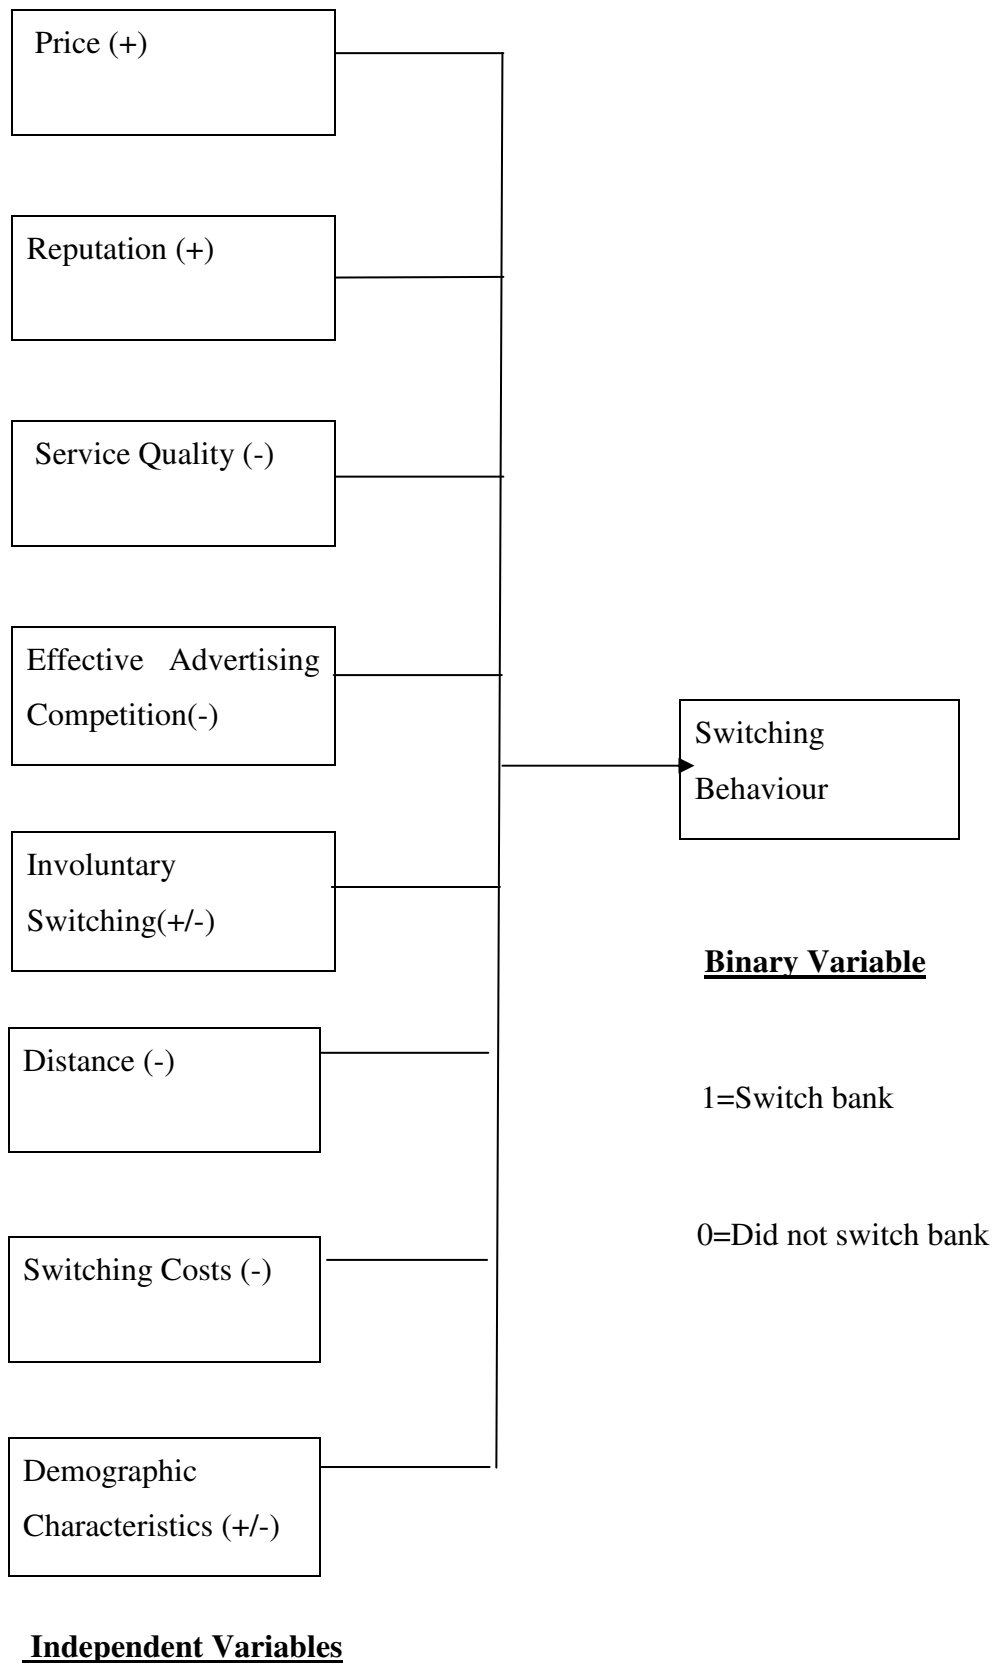 Price (+)
Reputation (+)
Service Quality (-)
Effective Advertising
Competition(-)
Switching
Behaviour
Involuntary
Switching(+/-)
Binary Variable
Distance (-)
1=Switch bank
0=Did not switch bank
Switching Costs (-)
Demographic
Characteristics (+/-)
Independent Variables